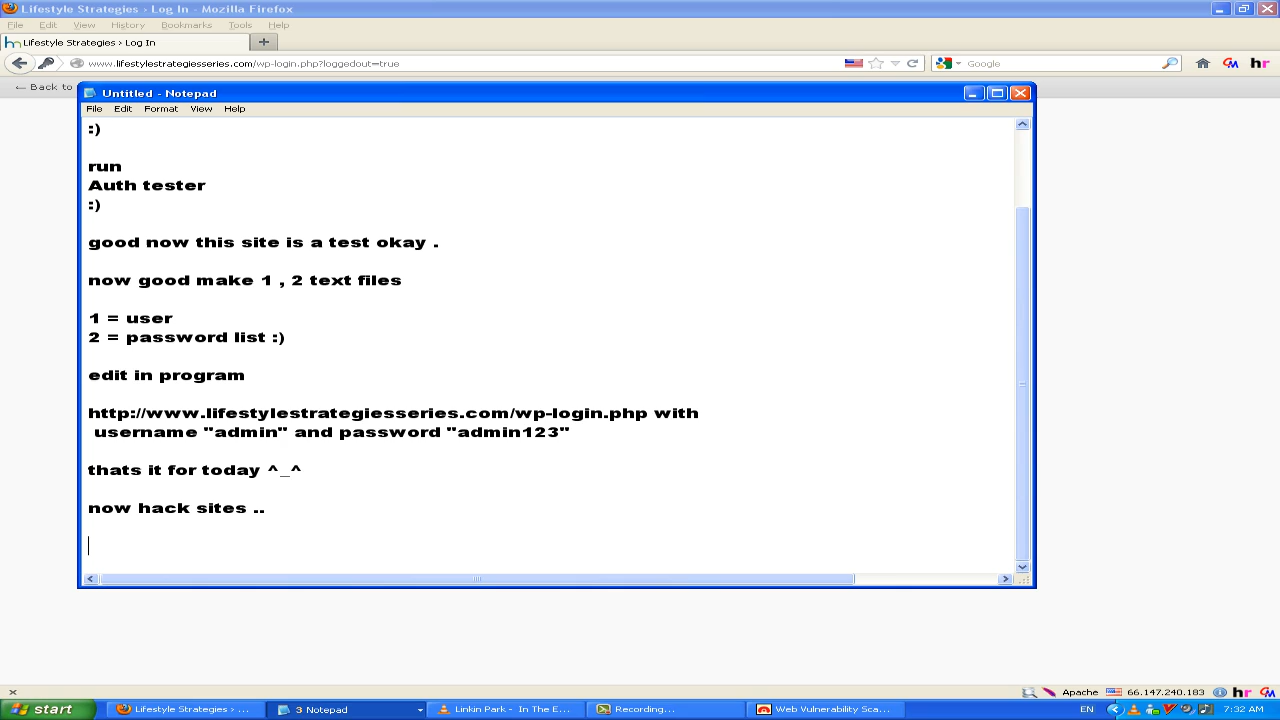 Lifestyle Strategies › Log In - Mozilla Firefox
File Edit View History Bookmarks Tools Help
Lifestyle Strategies › Log In
www.lifestylestrategiesseries.com/wp-login.php?loggedout=true
Google
← Back to
Untitled - Notepad
File Edit Format View Help
:)
run
Auth tester
:)
good now this site is a test okay .
now good make 1 , 2 text files
1 = user
2 = password list :)
edit in program
http://www.lifestylestrategiesseries.com/wp-login.php with
username "admin" and password "admin123"
thats it for today ^_^
now hack sites ..
Apache 66.147.240.183
start
Lifestyle Strategies › ...
3 Notepad
Linkin Park - In The E...
Recording...
Web Vulnerability Sca...
EN
7:32 AM